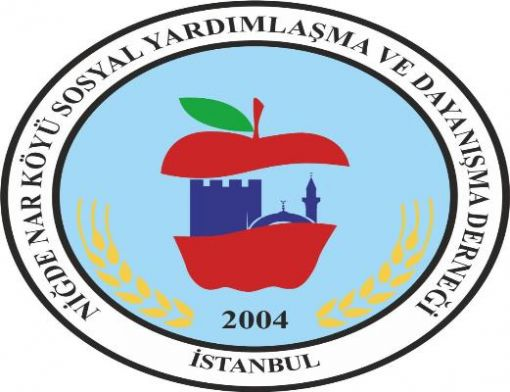 NİĞDE NAR KÖYÜ SOSYAL YARDIMLAŞMA VE DAYANIŞMA DERNEĞİ
2004
İSTANBUL